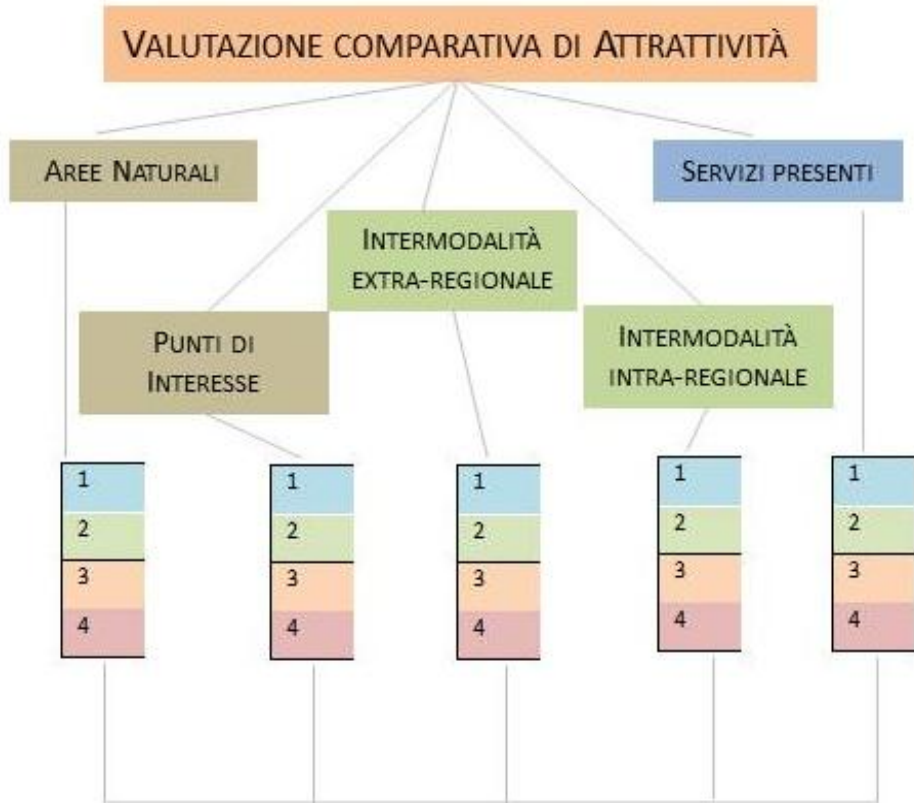 VALUTAZIONE COMPARATIVA DI ATTRATTIVITÀ
AREE NATURALI
SERVIZI PRESENTI
INTERMODALITÀ
EXTRA-REGIONALE
PUNTI DI
INTERESSE
INTERMODALITÀ
INTRA-REGIONALE
1
2
3
4
1
2
3
4
1
2
3
4
1
2
3
4
1
2
3
4